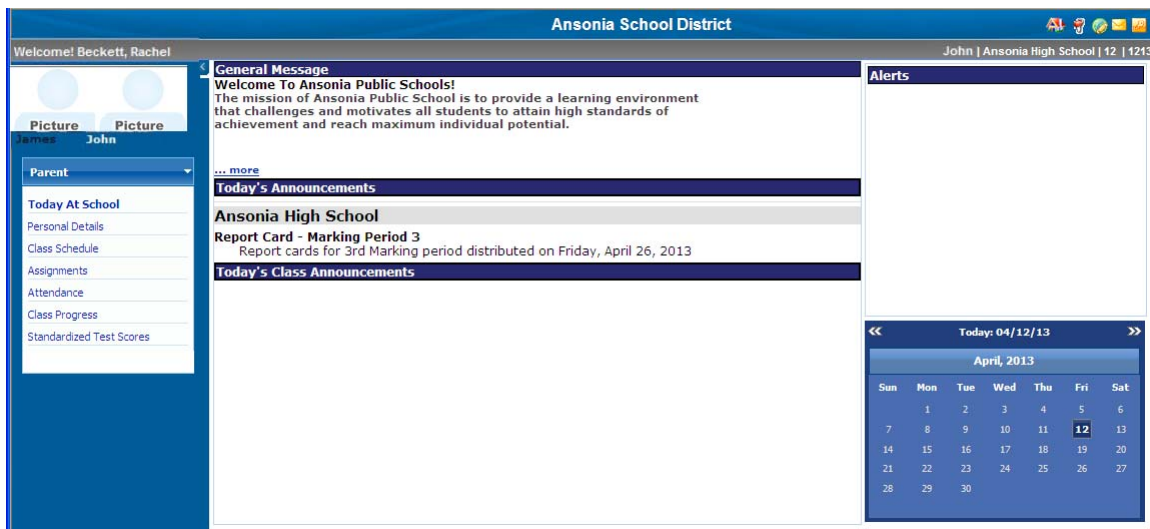 Ansonia School District
Welcome! Beckett, Rachel
John | Ansonia High School | 12 | 1213
Picture Picture
James John
Parent
Today At School
Personal Details
Class Schedule
Assignments
Attendance
Class Progress
Standardized Test Scores
General Message
Welcome To Ansonia Public Schools!
The mission of Ansonia Public School is to provide a learning environment
that challenges and motivates all students to attain high standards of
achievement and reach maximum individual potential.
... more
Today's Announcements
Ansonia High School
Report Card - Marking Period 3
Report cards for 3rd Marking period distributed on Friday, April 26, 2013
Today's Class Announcements
Alerts
« Today: 04/12/13 »
April, 2013
Sun Mon Tue Wed Thu Fri Sat
1 2 3 4 5 6
7 8 9 10 11 12 13
14 15 16 17 18 19 20
21 22 23 24 25 26 27
28 29 30